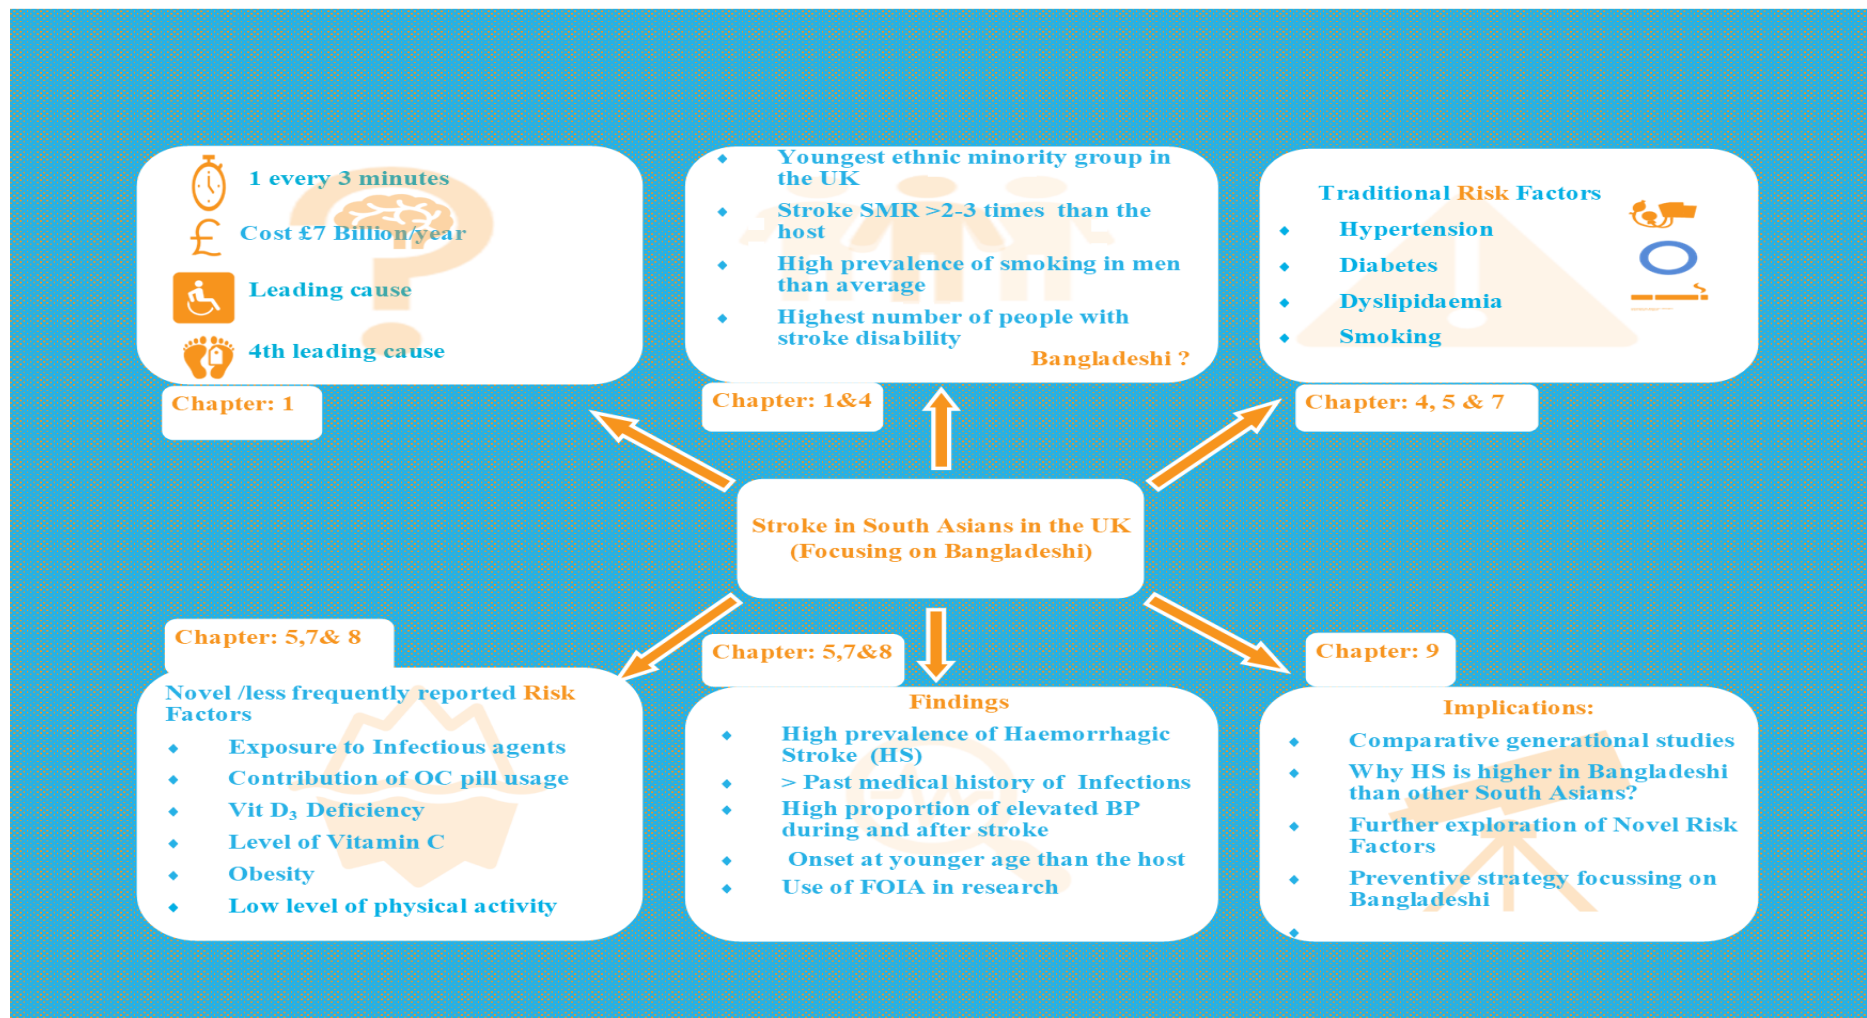 1 every 3 minutes
£
Cost £7 Billion/year
Leading cause
4th leading cause
Chapter: 1
Youngest ethnic minority group in
the UK
Stroke SMR >2-3 times than the
host
High prevalence of smoking in men
than average
Highest number of people with
stroke disability
Bangladeshi ?
Chapter: 1&4
Traditional Risk Factors
Hypertension
Diabetes
Dyslipidaemia
Smoking
Chapter: 4, 5 & 7
Stroke in South Asians in the UK
(Focusing on Bangladeshi)
Chapter: 5,7& 8
Novel /less frequently reported Risk
Factors
Exposure to Infectious agents
Contribution of OC pill usage
Vit D₃ Deficiency
Level of Vitamin C
Obesity
Low level of physical activity
Chapter: 5,7&8
Findings
High prevalence of Haemorrhagic
Stroke (HS)
> Past medical history of Infections
High proportion of elevated BP
during and after stroke
Onset at younger age than the host
Use of FOIA in research
Chapter: 9
Implications:
Comparative generational studies
Why HS is higher in Bangladeshi
than other South Asians?
Further exploration of Novel Risk
Factors
Preventive strategy focussing on
Bangladeshi